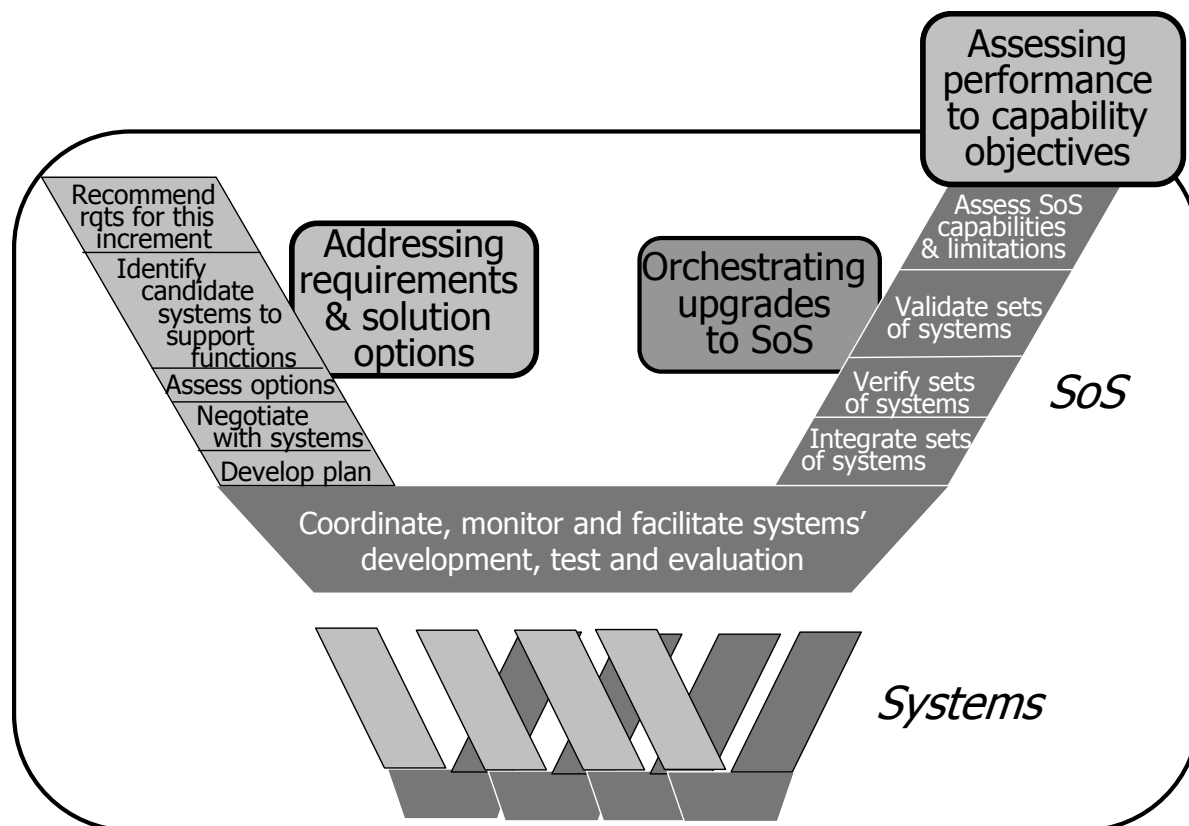 Assessing
performance
to capability
objectives
Recommend
rqts for this
increment
Identify
candidate
systems to
support
functions
Assess options
Negotiate
with systems
Develop plan
Addressing
requirements
& solution
options
Orchestrating
upgrades
to SoS
Assess SoS
capabilities
& limitations
Validate sets
of systems
Verify sets
of systems
Integrate sets
of systems
SoS
Coordinate, monitor and facilitate systems’
development, test and evaluation
Systems